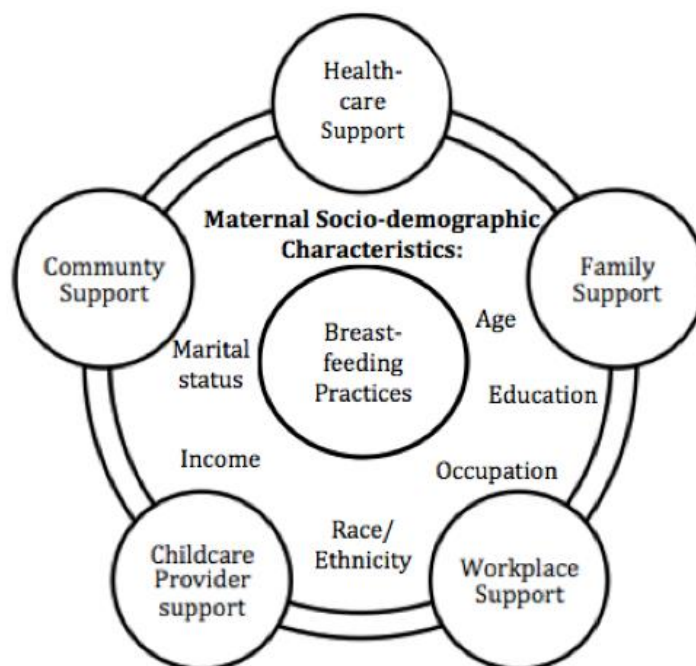 Health-
care
Support
Maternal Socio-demographic
Characteristics:
Communty
Support
Family
Support
Breast-
feeding
Practices
Age
Marital
status
Education
Income
Occupation
Race/
Ethnicity
Childcare
Provider
support
Workplace
Support